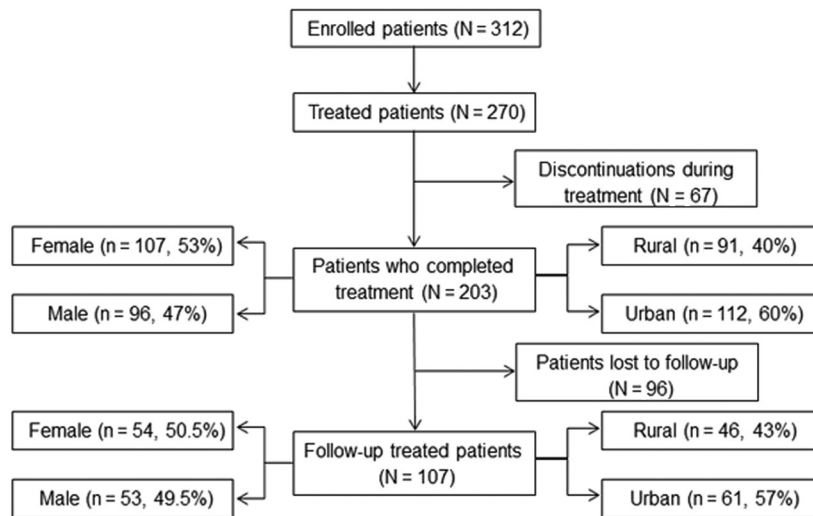 Enrolled patients (N = 312)
Treated patients (N = 270)
Discontinuations during
treatment (N = 67)
Female (n = 107, 53%)
Male (n = 96, 47%)
Patients who completed
treatment (N = 203)
Rural (n = 91, 40%)
Urban (n = 112, 60%)
Patients lost to follow-up
(N = 96)
Female (n = 54, 50.5%)
Male (n = 53, 49.5%)
Follow-up treated patients
(N = 107)
Rural (n = 46, 43%)
Urban (n = 61, 57%)